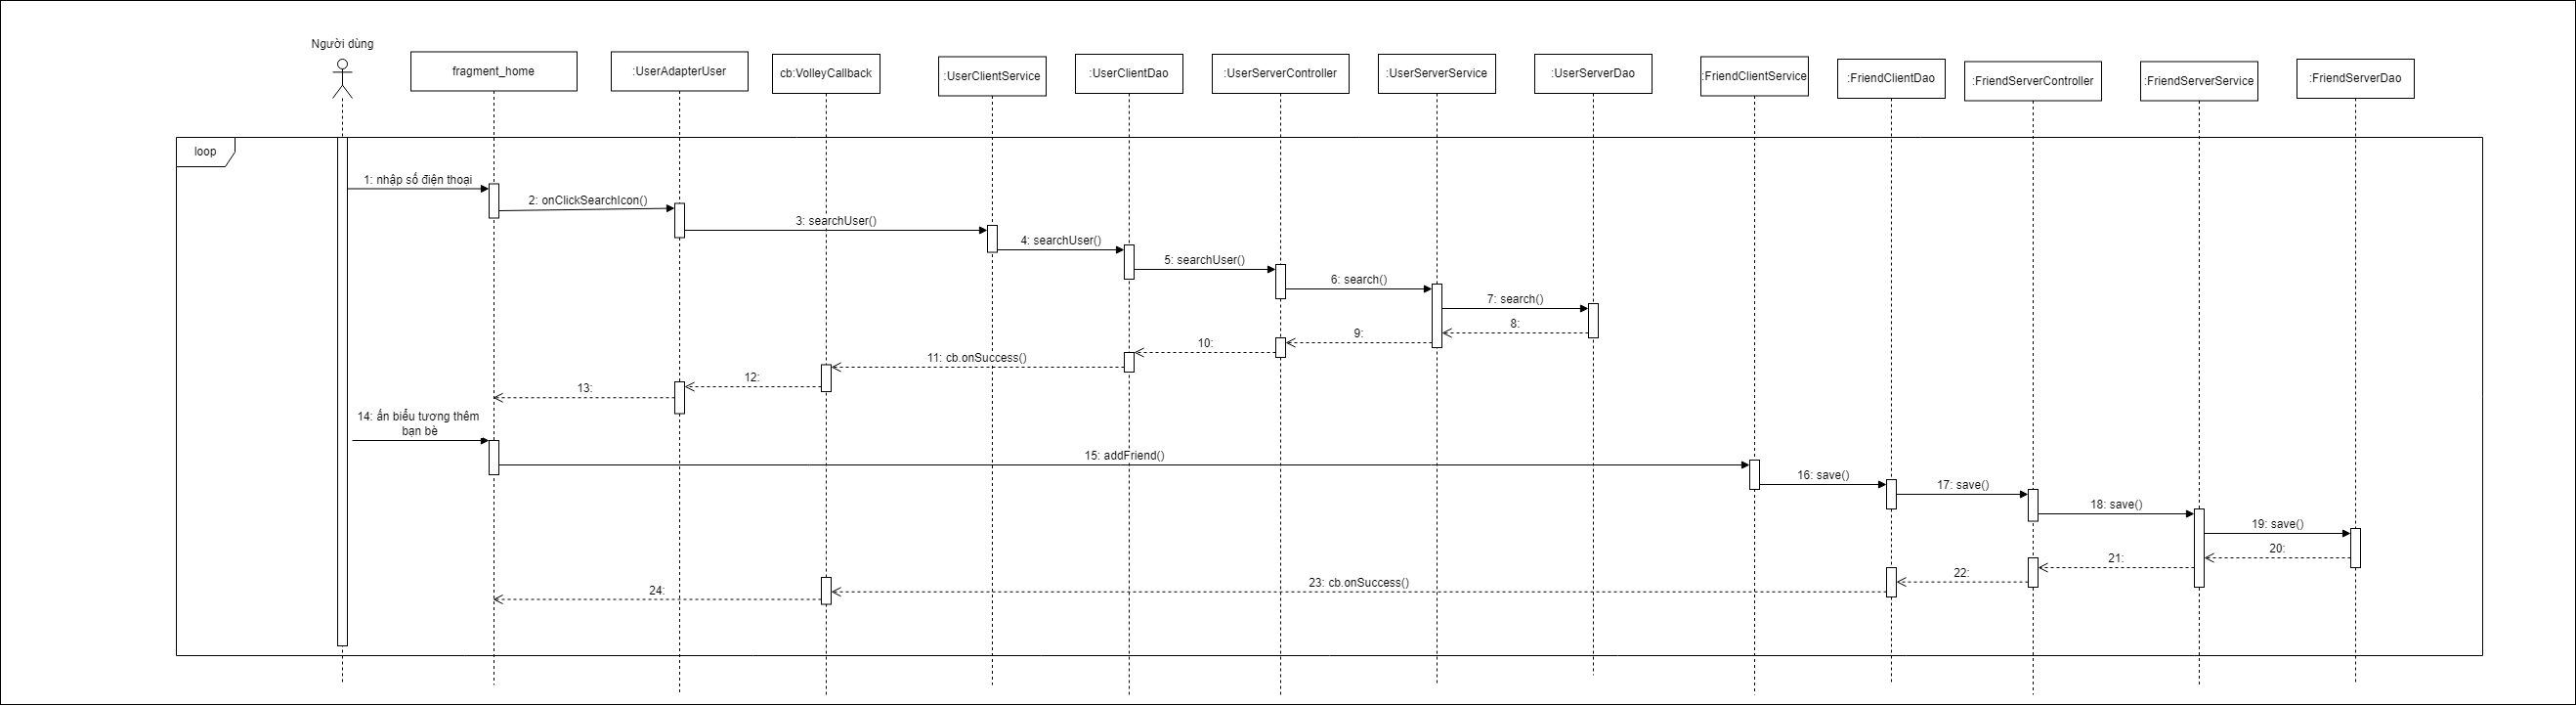 Người dùng
fragment_home
:UserAdapterUser
cb:VolleyCallback
:UserClientService
:UserClientDao
:UserServerController
:UserServerService
:UserServerDao
:FriendClientService
:FriendClientDao
:FriendServerController
:FriendServerService
:FriendServerDao
loop
1: nhập số điện thoại
2: onClickSearchIcon()
3: searchUser()
4: searchUser()
5: searchUser()
6: search()
7: search()
8:
9:
10:
11: cb.onSuccess()
12:
13:
14: ấn biểu tương thêm
bạn bè
15: addFriend()
16: save()
17: save()
18: save()
19: save()
20:
21:
22:
23: cb.onSuccess()
24: